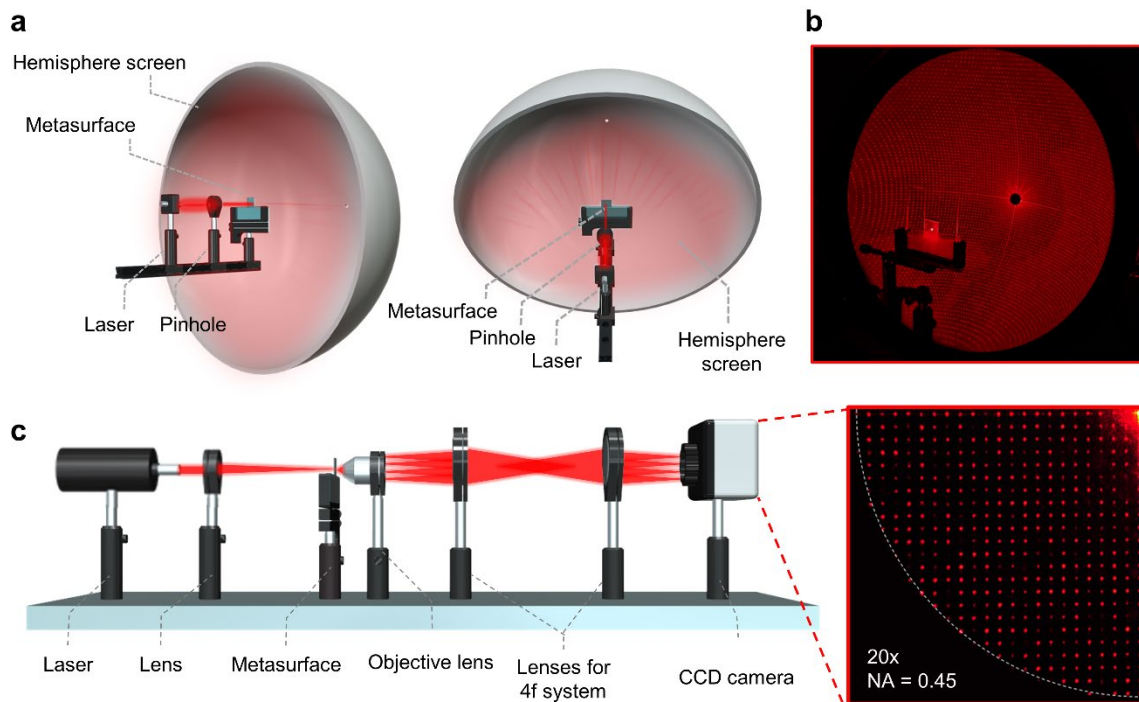 a
Hemisphere screen
Metasurface
Laser
Pinhole
Metasurface
Pinhole
Laser
Hemisphere
screen
b
c
Laser
Lens
Metasurface
Objective lens
Lenses for
4f system
CCD camera
20x
NA = 0.45